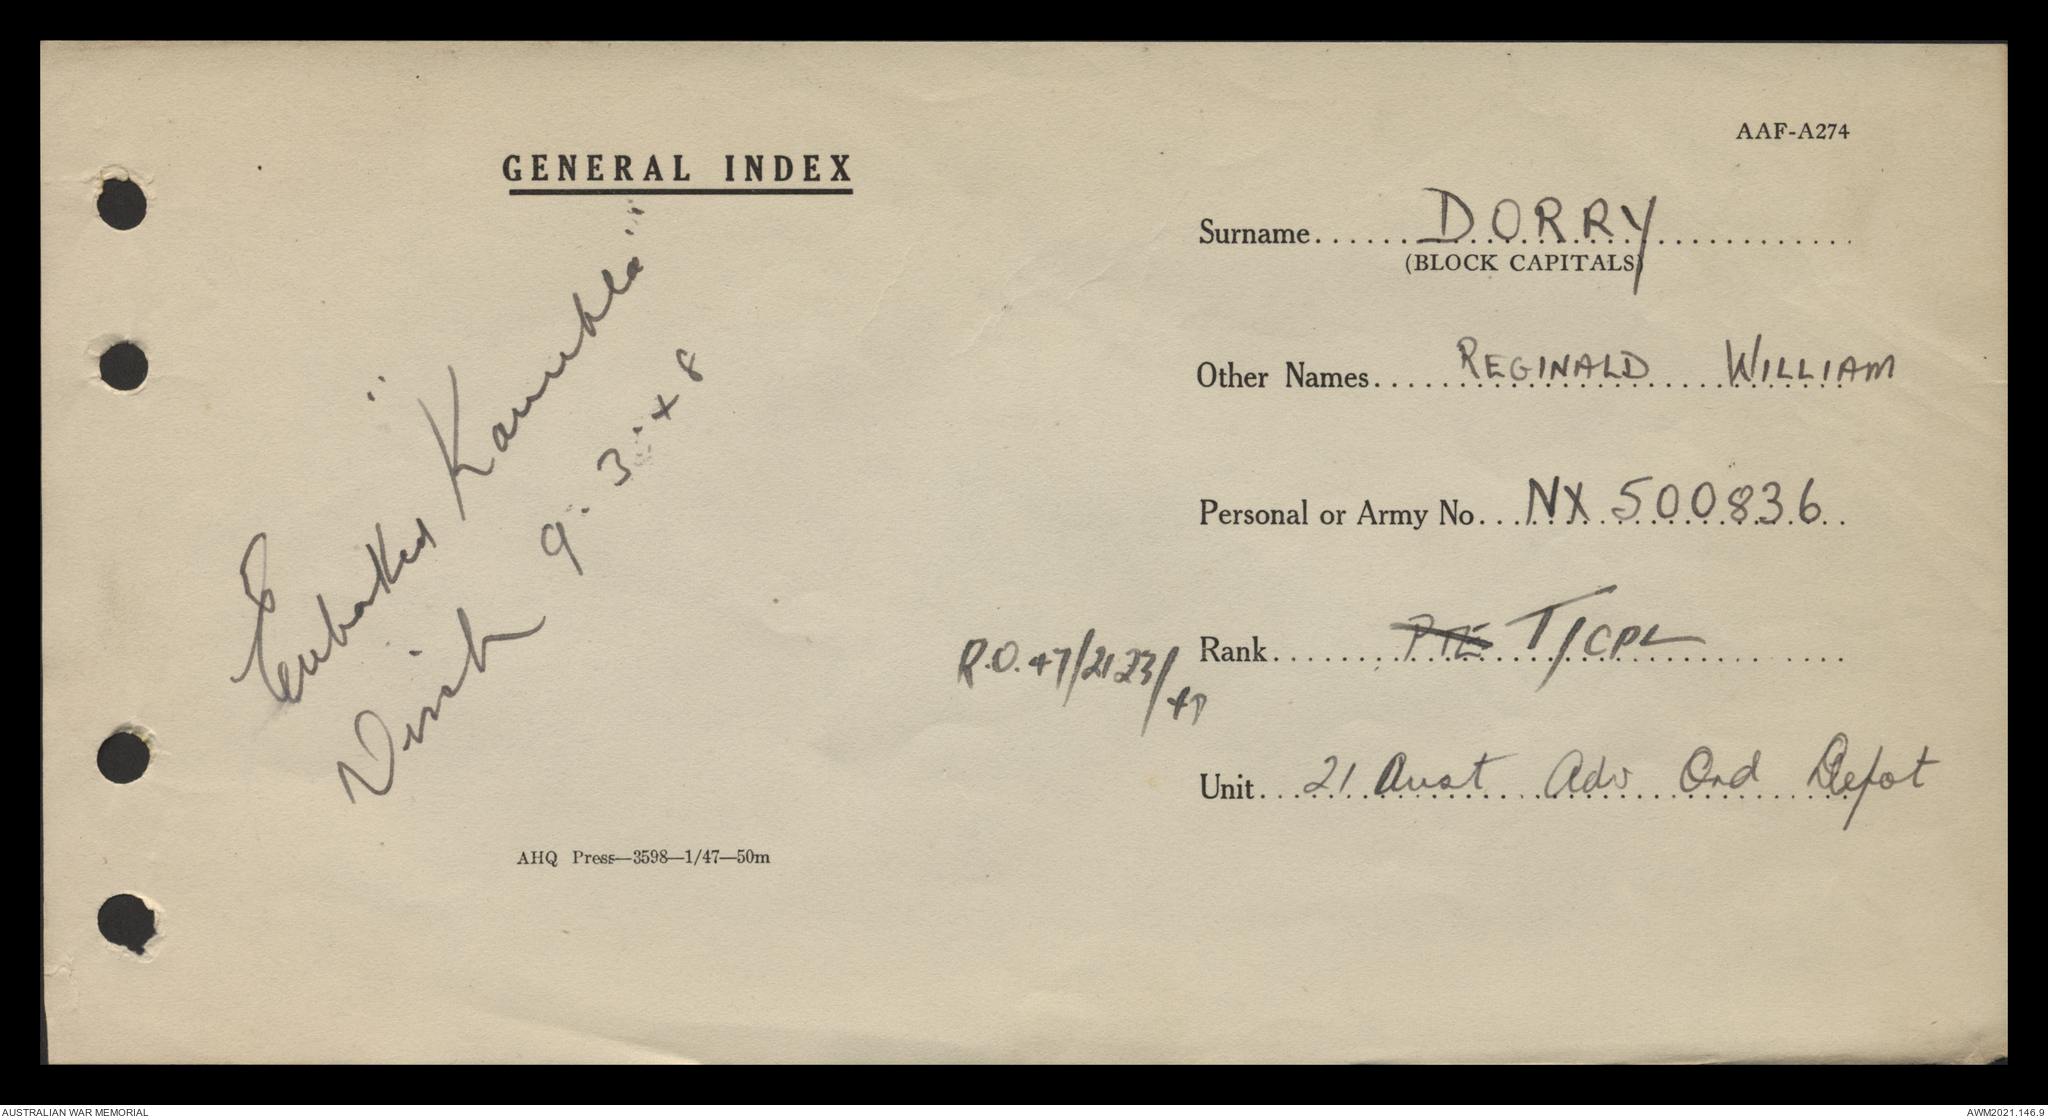 AAF-A274
GENERAL INDEX
Surname DORRY
(BLOCK CAPITALS)
Other Names REGINALD WILLIAM
Personal or Army No. NX 500836
Rank PTE T/CPL
R.O. 47/2123/
47
Unit 21 Aust Adv Ord Depot
Embarked "Kanimbla"
9.3.48
AHQ Press—3598—1/47—50m
AUSTRALIAN WAR MEMORIAL
AWM2021.146.9